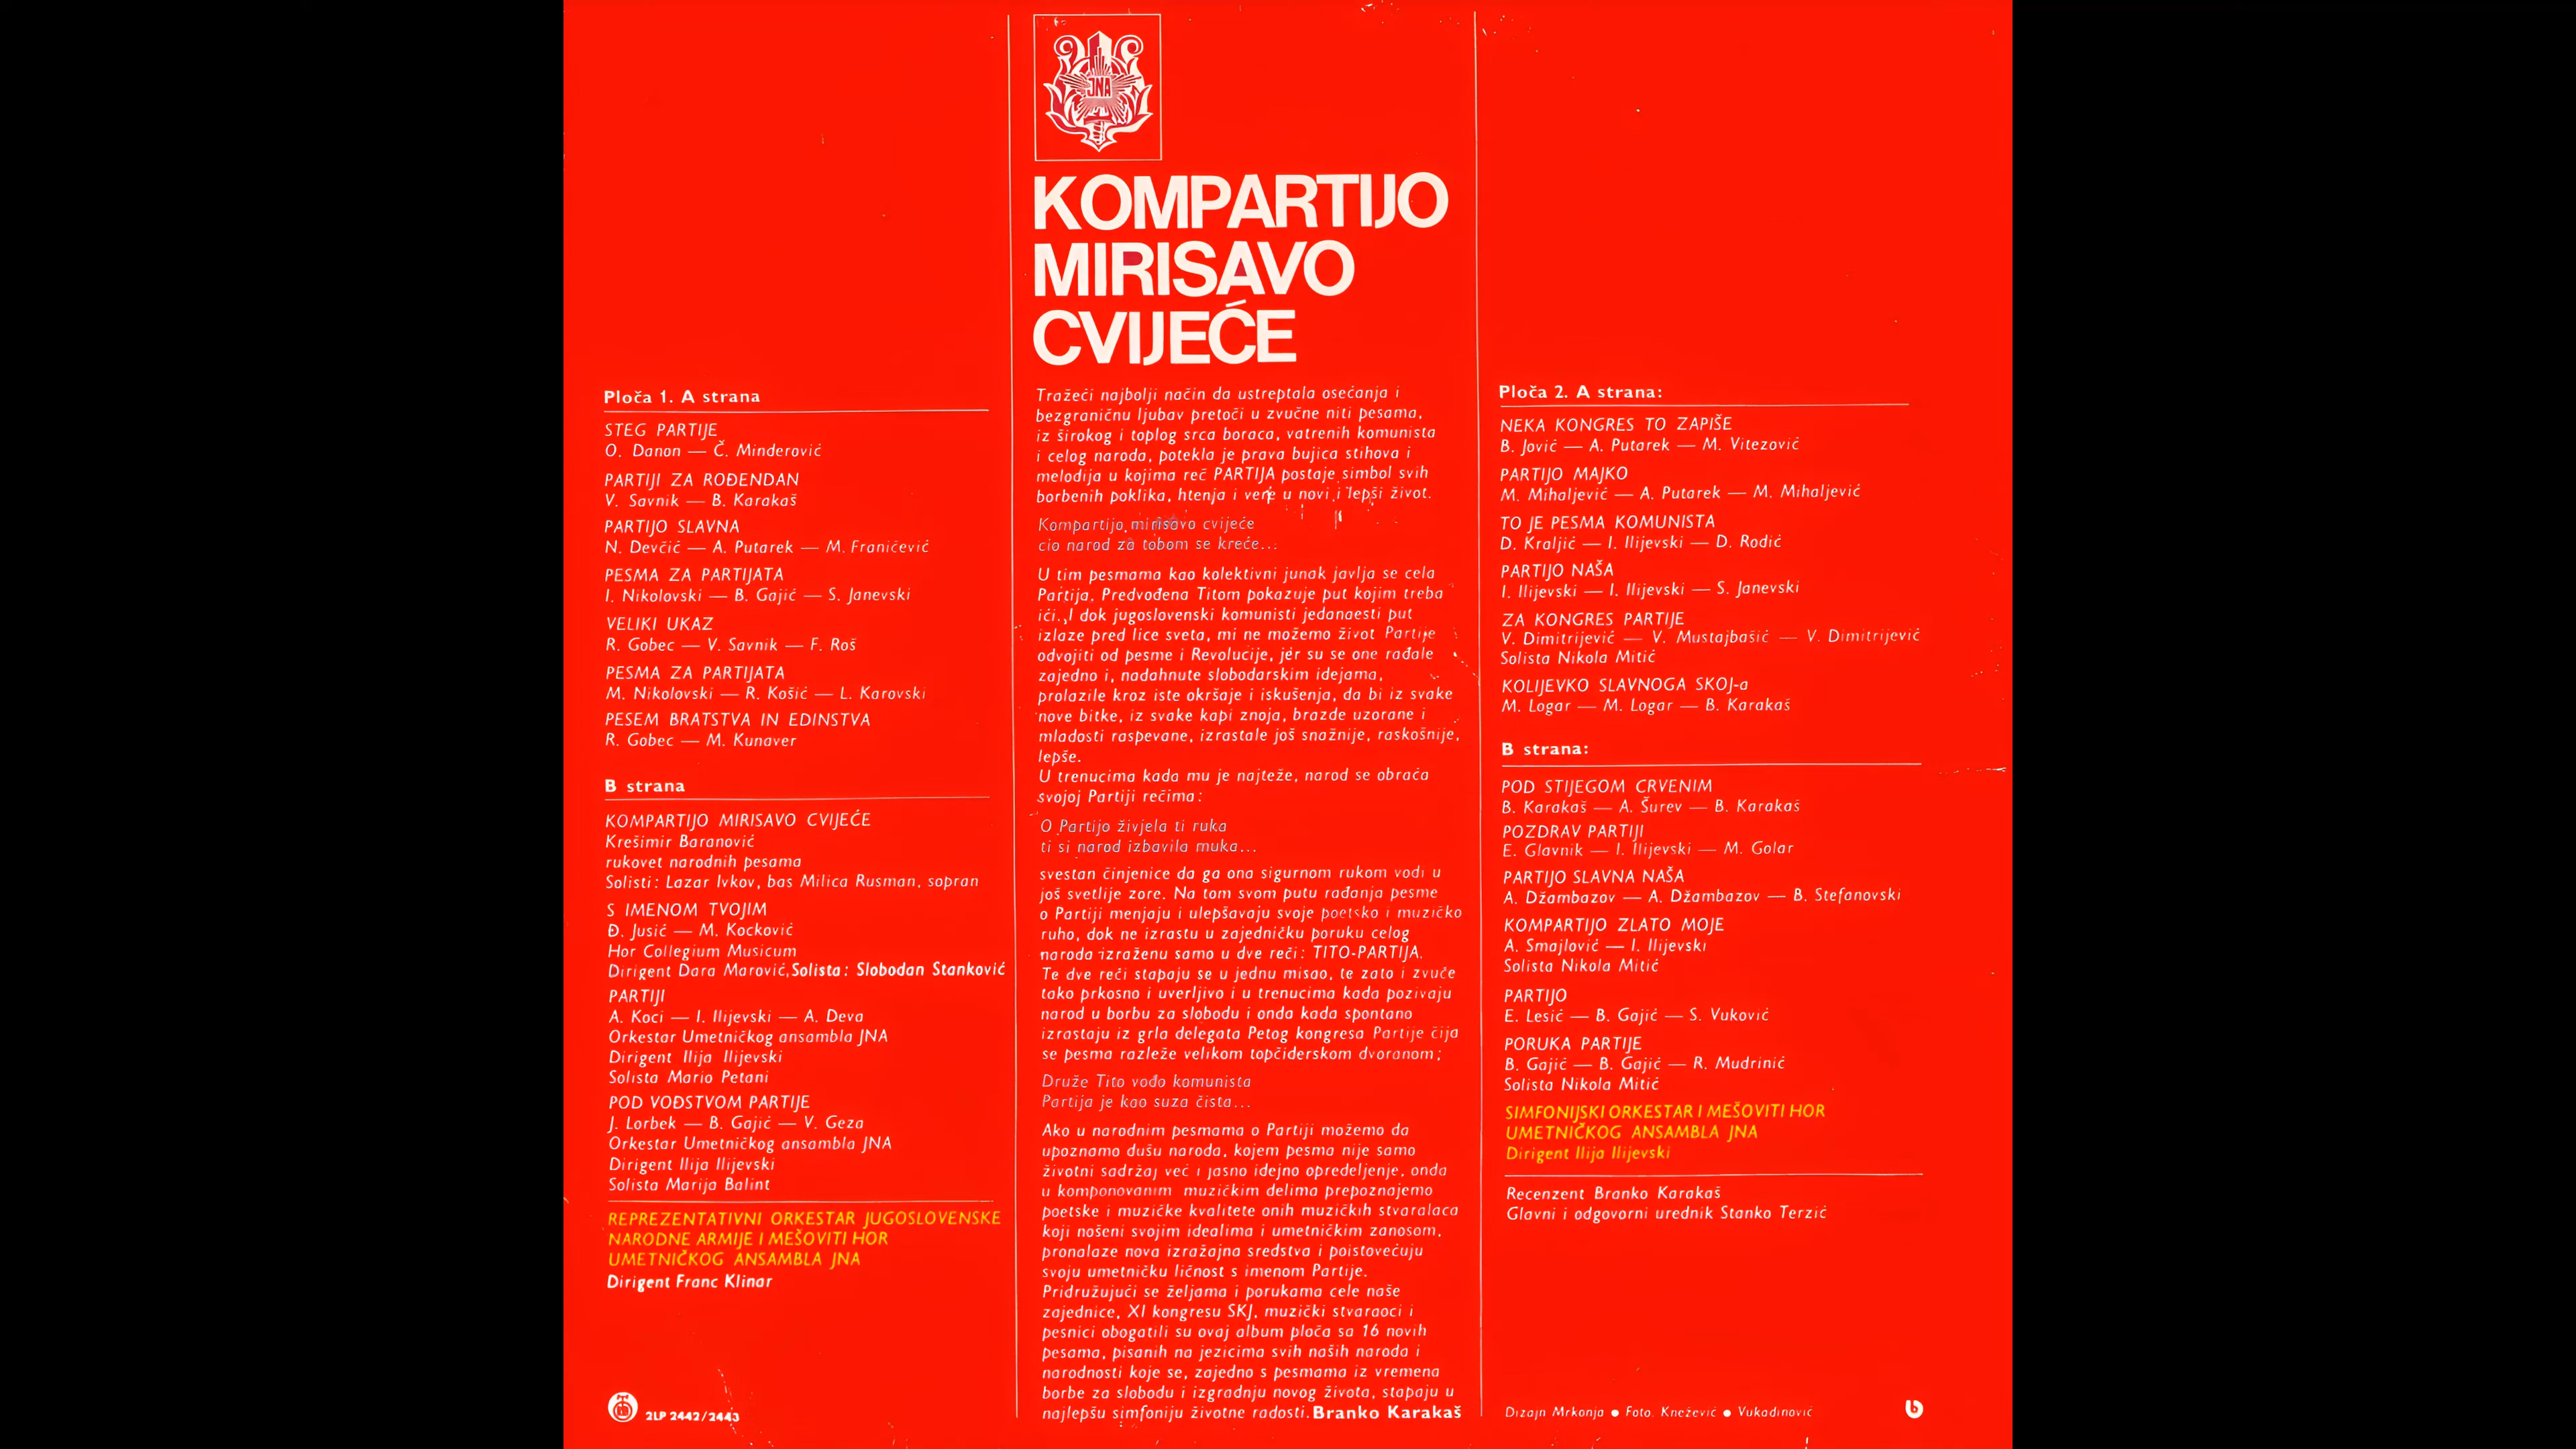 JNA
KOMPARTIJO
MIRISAVO
CVIJEĆE
Ploča 1. A strana
STEG PARTIJE
O. Danon — Č. Minderović
PARTIJI ZA ROĐENDAN
V. Savnik — B. Karakaš
PARTIJO SLAVNA
N. Devčić — A. Putarek — M. Franičević
PESMA ZA PARTIJATA
I. Nikolovski — B. Gajić — S. Janevski
VELIKI UKAZ
R. Gobec — V. Savnik — F. Roš
PESMA ZA PARTIJATA
M. Nikolovski — R. Košić — L. Karovski
PESEM BRATSTVA IN EDINSTVA
R. Gobec — M. Kunaver
B strana
KOMPARTIJO MIRISAVO CVIJEĆE
Krešimir Baranović
rukovet narodnih pesama
Solisti: Lazar Ivkov, bas Milica Rusman, sopran
S IMENOM TVOJIM
Đ. Jusić — M. Kocković
Hor Collegium Musicum
Dirigent Dara Marović, Solista: Slobodan Stanković
PARTIJI
A. Koci — I. Ilijevski — A. Deva
Orkestar Umetničkog ansambla JNA
Dirigent Ilija Ilijevski
Solista Mario Petani
POD VOĐSTVOM PARTIJE
J. Lorbek — B. Gajić — V. Geza
Orkestar Umetničkog ansambla JNA
Dirigent Ilija Ilijevski
Solista Marija Balint
REPREZENTATIVNI ORKESTAR JUGOSLOVENSKE
NARODNE ARMIJE I MEŠOVITI HOR
UMETNIČKOG ANSAMBLA JNA
Dirigent Franc Klinar
2LP 2442/2443
Tražeći najbolji način da ustreptala osećanja i
bezgraničnu ljubav pretoči u zvučne niti pesama,
iz širokog i toplog srca boraca, vatrenih komunista
i celog naroda, potekla je prava bujica stihova i
melodija u kojima reč PARTIJA postaje simbol svih
borbenih poklika, htenja i vere u novi i lepši život.
Kompartijo mirisavo cvijeće
cio narod za tobom se kreće...
U tim pesmama kao kolektivni junak javlja se cela
Partija. Predvođena Titom pokazuje put kojim treba
ići. I dok jugoslovenski komunisti jedanaesti put
izlaze pred lice sveta, mi ne možemo život Partije
odvojiti od pesme i Revolucije, jer su se one rađale
zajedno i, nadahnute slobodarskim idejama,
prolazile kroz iste okršaje i iskušenja, da bi iz svake
nove bitke, iz svake kapi znoja, brazde uzorane i
mladosti raspevane, izrastale još snažnije, raskošnije,
lepše.
U trenucima kada mu je najteže, narod se obraća
svojoj Partiji rečima:
O Partijo živjela ti ruka
ti si narod izbavila muka...
svestan činjenice da ga ona sigurnom rukom vodi u
još svetlije zore. Na tom svom putu rađanja pesme
o Partiji menjaju i ulepšavaju svoje poetsko i muzičko
ruho, dok ne izrastu u zajedničku poruku celog
naroda izraženu samo u dve reči: TITO-PARTIJA.
Te dve reči stapaju se u jednu misao, te zato i zvuče
tako prkosno i uverljivo i u trenucima kada pozivaju
narod u borbu za slobodu i onda kada spontano
izrastaju iz grla delegata Petog kongresa Partije čija
se pesma razleže velikom topčiderskom dvoranom;
Druže Tito vođo komunista
Partija je kao suza čista...
Ako u narodnim pesmama o Partiji možemo da
upoznamo dušu naroda, kojem pesma nije samo
životni sadržaj već i jasno idejno opredeljenje, onda
u komponovanim muzičkim delima prepoznajemo
poetske i muzičke kvalitete onih muzičkih stvaralaca
koji nošeni svojim idealima i umetničkim zanosom,
pronalaze nova izražajna sredstva i poistovećuju
svoju umetničku ličnost s imenom Partije.
Pridružujući se željama i porukama cele naše
zajednice, XI kongresu SKJ, muzički stvaraoci i
pesnici obogatili su ovaj album ploča sa 16 novih
pesama, pisanih na jezicima svih naših naroda i
narodnosti koje se, zajedno s pesmama iz vremena
borbe za slobodu i izgradnju novog života, stapaju u
najlepšu simfoniju životne radosti. Branko Karakaš
Ploča 2. A strana:
NEKA KONGRES TO ZAPIŠE
B. Jović — A. Putarek — M. Vitezović
PARTIJO MAJKO
M. Mihaljević — A. Putarek — M. Mihaljević
TO JE PESMA KOMUNISTA
D. Kraljić — I. Ilijevski — D. Rodić
PARTIJO NAŠA
I. Ilijevski — I. Ilijevski — S. Janevski
ZA KONGRES PARTIJE
V. Dimitrijević — V. Mustajbašić — V. Dimitrijević
Solista Nikola Mitić
KOLIJEVKO SLAVNOGA SKOJ-a
M. Logar — M. Logar — B. Karakaš
B strana:
POD STIJEGOM CRVENIM
B. Karakaš — A. Šurev — B. Karakaš
POZDRAV PARTIJI
E. Glavnik — I. Ilijevski — M. Golar
PARTIJO SLAVNA NAŠA
A. Džambazov — A. Džambazov — B. Stefanovski
KOMPARTIJO ZLATO MOJE
A. Smajlović — I. Ilijevski
Solista Nikola Mitić
PARTIJO
E. Lesić — B. Gajić — S. Vuković
PORUKA PARTIJE
B. Gajić — B. Gajić — R. Mudrinić
Solista Nikola Mitić
SIMFONIJSKI ORKESTAR I MEŠOVITI HOR
UMETNIČKOG ANSAMBLA JNA
Dirigent Ilija Ilijevski
Recenzent Branko Karakaš
Glavni i odgovorni urednik Stanko Terzić
Dizajn Mrkonja ● Foto. Knežević ● Vukadinović
b